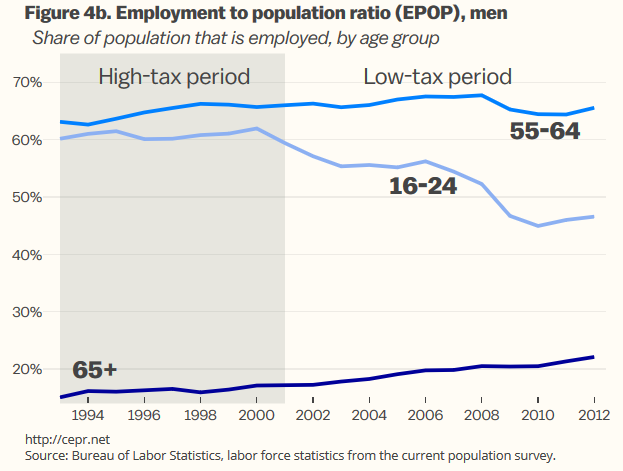 Figure 4b. Employment to population ratio (EPOP), men
Share of population that is employed, by age group
High-tax period
Low-tax period
70%
55-64
60%
16-24
50%
40%
30%
65+
20%
1994 1996 1998 2000 2002 2004 2006 2008 2010 2012
http://cepr.net
Source: Bureau of Labor Statistics, labor force statistics from the current population survey.